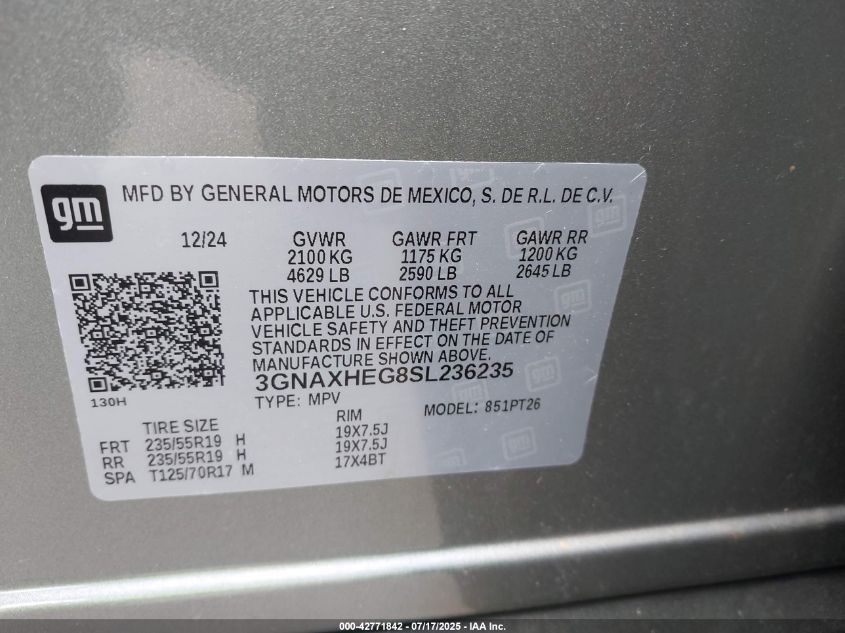 gm
MFD BY GENERAL MOTORS DE MEXICO, S. DE R.L. DE C.V.
12/24 GVWR GAWR FRT GAWR RR
2100 KG 1175 KG 1200 KG
4629 LB 2590 LB 2645 LB
THIS VEHICLE CONFORMS TO ALL
APPLICABLE U.S. FEDERAL MOTOR
VEHICLE SAFETY AND THEFT PREVENTION
STANDARDS IN EFFECT ON THE DATE OF
MANUFACTURE SHOWN ABOVE.
3GNAXHEG8SL236235
130H
TYPE: MPV MODEL: 851PT26
TIRE SIZE RIM
FRT 235/55R19 H 19X7.5J
RR 235/55R19 H 19X7.5J
SPA T125/70R17 M 17X4BT
000-42771842 - 07/17/2025 - IAA Inc.